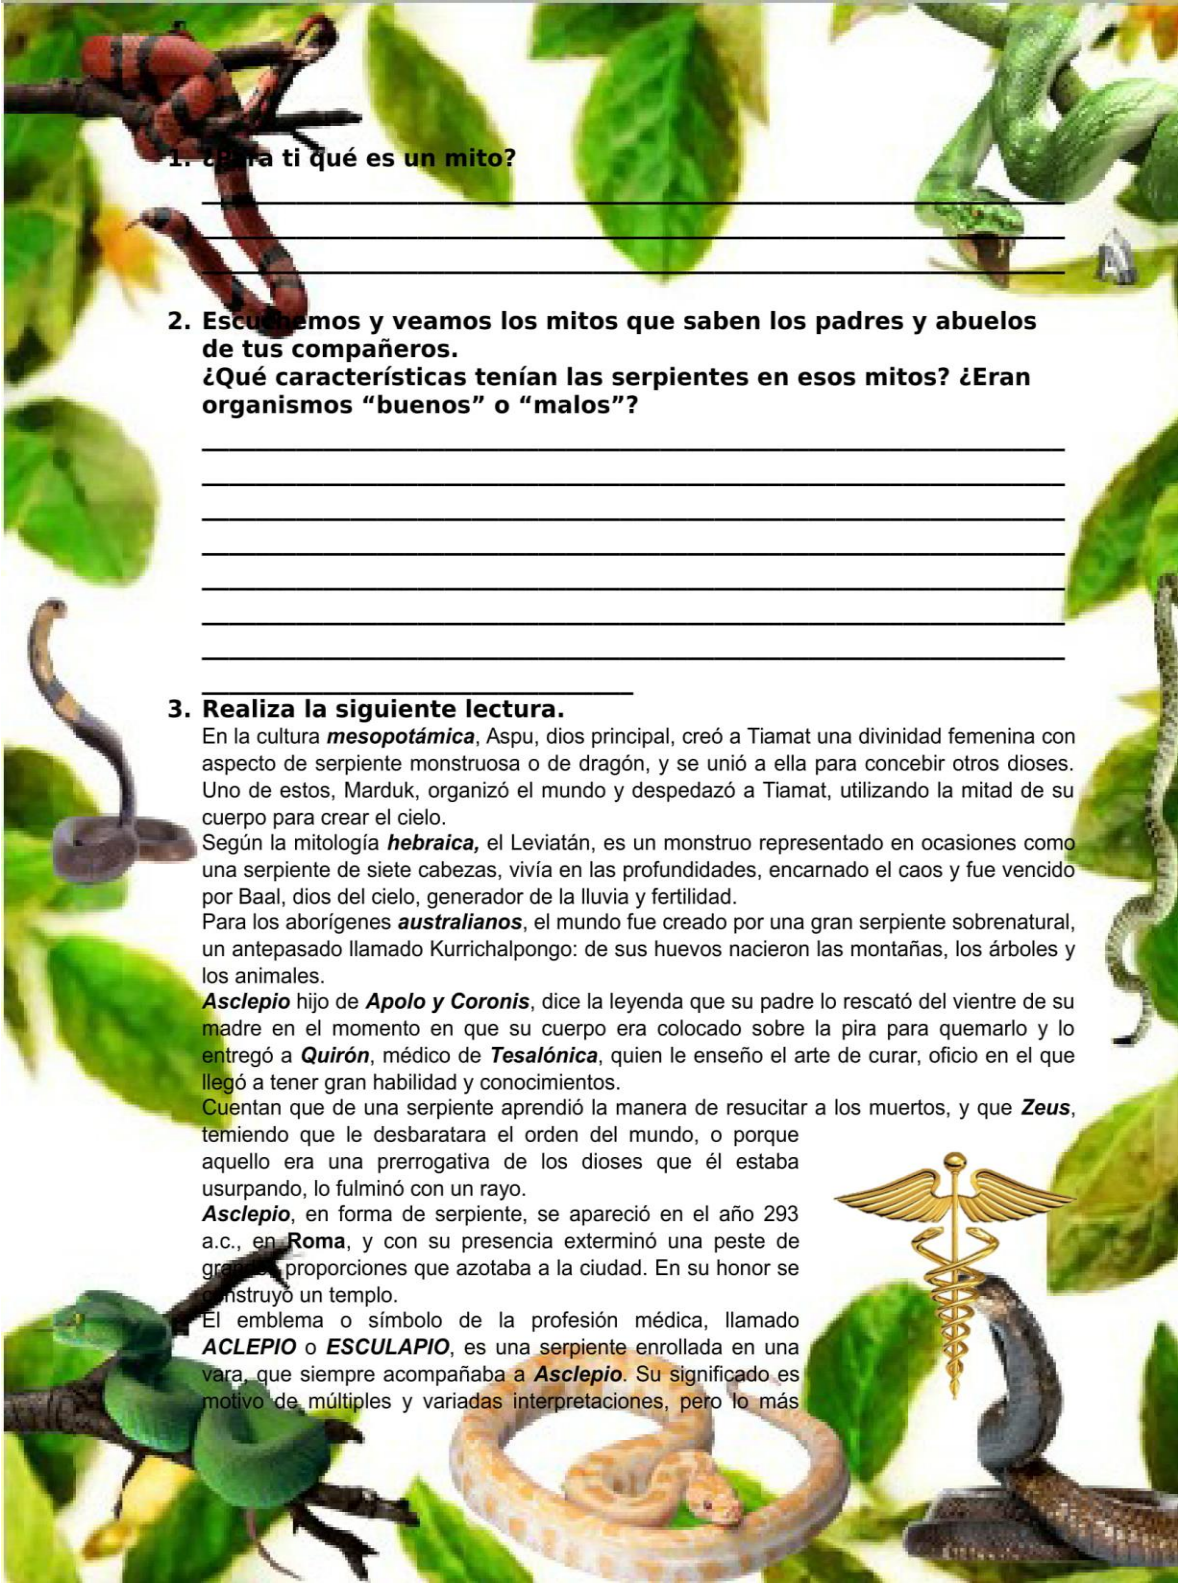 1. ¿Para ti qué es un mito?
2. Escuchemos y veamos los mitos que saben los padres y abuelos
de tus compañeros.
¿Qué características tenían las serpientes en esos mitos? ¿Eran
organismos “buenos” o “malos”?
3. Realiza la siguiente lectura.
En la cultura mesopotámica, Aspu, dios principal, creó a Tiamat una divinidad femenina con
aspecto de serpiente monstruosa o de dragón, y se unió a ella para concebir otros dioses.
Uno de estos, Marduk, organizó el mundo y despedazó a Tiamat, utilizando la mitad de su
cuerpo para crear el cielo.
Según la mitología hebraica, el Leviatán, es un monstruo representado en ocasiones como
una serpiente de siete cabezas, vivía en las profundidades, encarnado el caos y fue vencido
por Baal, dios del cielo, generador de la lluvia y fertilidad.
Para los aborígenes australianos, el mundo fue creado por una gran serpiente sobrenatural,
un antepasado llamado Kurrichalpongo: de sus huevos nacieron las montañas, los árboles y
los animales.
Asclepio hijo de Apolo y Coronis, dice la leyenda que su padre lo rescató del vientre de su
madre en el momento en que su cuerpo era colocado sobre la pira para quemarlo y lo
entregó a Quirón, médico de Tesalónica, quien le enseño el arte de curar, oficio en el que
llegó a tener gran habilidad y conocimientos.
Cuentan que de una serpiente aprendió la manera de resucitar a los muertos, y que Zeus,
temiendo que le desbaratara el orden del mundo, o porque
aquello era una prerrogativa de los dioses que él estaba
usurpando, lo fulminó con un rayo.
Asclepio, en forma de serpiente, se apareció en el año 293
a.c., en Roma, y con su presencia exterminó una peste de
grandes proporciones que azotaba a la ciudad. En su honor se
construyó un templo.
El emblema o símbolo de la profesión médica, llamado
ACLEPIO o ESCULAPIO, es una serpiente enrollada en una
vara, que siempre acompañaba a Asclepio. Su significado es
motivo de múltiples y variadas interpretaciones, pero lo más